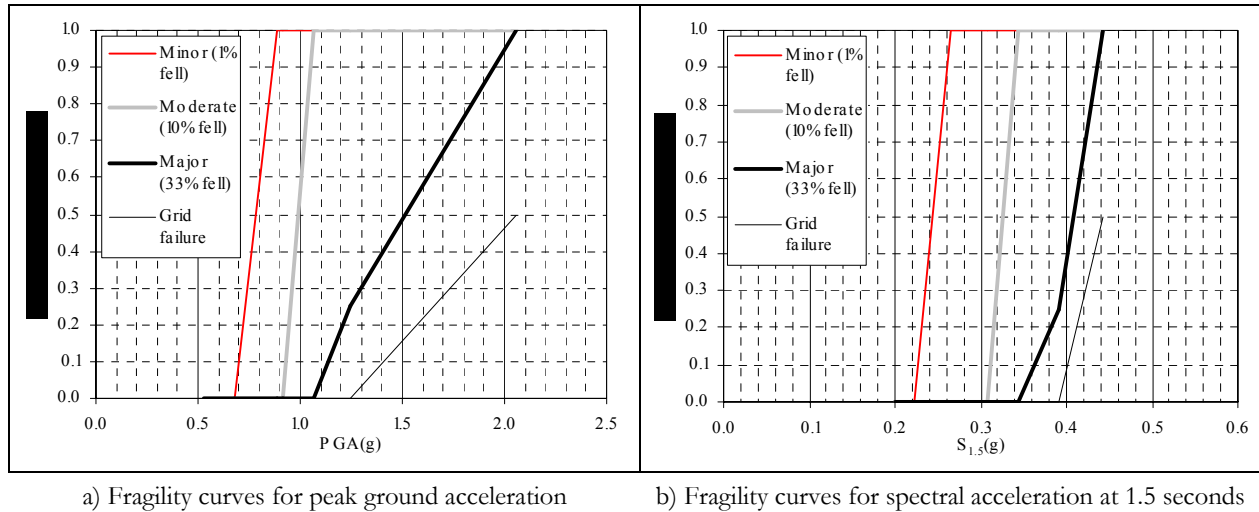 1.0
0.9
0.8
0.7
0.6
0.5
0.4
0.3
0.2
0.1
0.0
Minor (1%
fell)
Moderate
(10% fell)
Major
(33% fell)
Grid
failure
0.0 0.5 1.0 1.5 2.0 2.5
PGA(g)
1.0
0.9
0.8
0.7
0.6
0.5
0.4
0.3
0.2
0.1
0.0
Minor (1%
fell)
Moderate
(10% fell)
Major
(33% fell)
Grid
failure
0.0 0.1 0.2 0.3 0.4 0.5 0.6
S1.5(g)
a) Fragility curves for peak ground acceleration
b) Fragility curves for spectral acceleration at 1.5 seconds